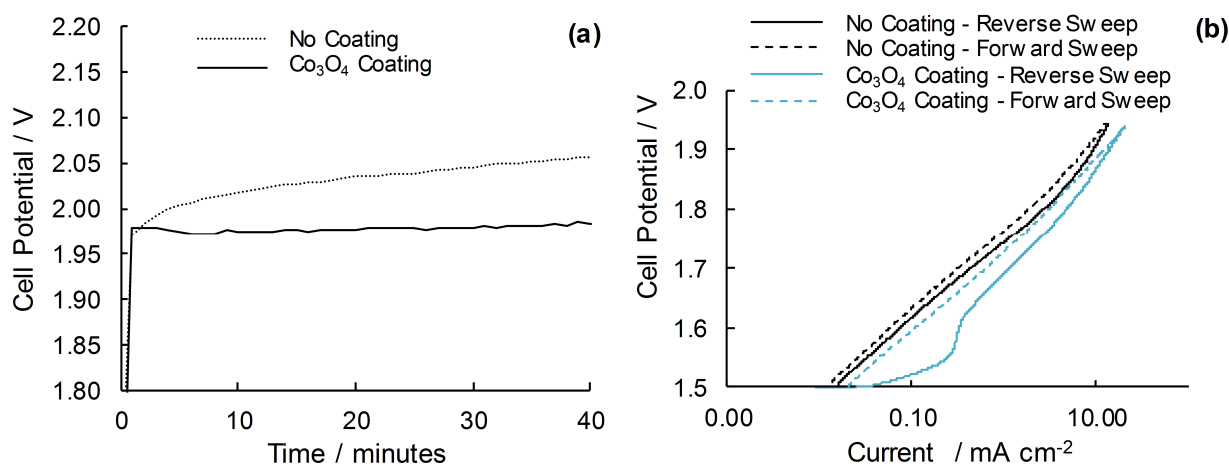 (a)
No Coating
Co₃O₄ Coating
Cell Potential / V
2.20
2.15
2.10
2.05
2.00
1.95
1.90
1.85
1.80
0
10
20
30
40
Time / minutes
(b)
No Coating - Reverse Sweep
No Coating - Forward Sweep
Co₃O₄ Coating - Reverse Sweep
Co₃O₄ Coating - Forward Sweep
Cell Potential / V
2.0
1.9
1.8
1.7
1.6
1.5
0.00
0.10
10.00
Current / mA cm⁻²